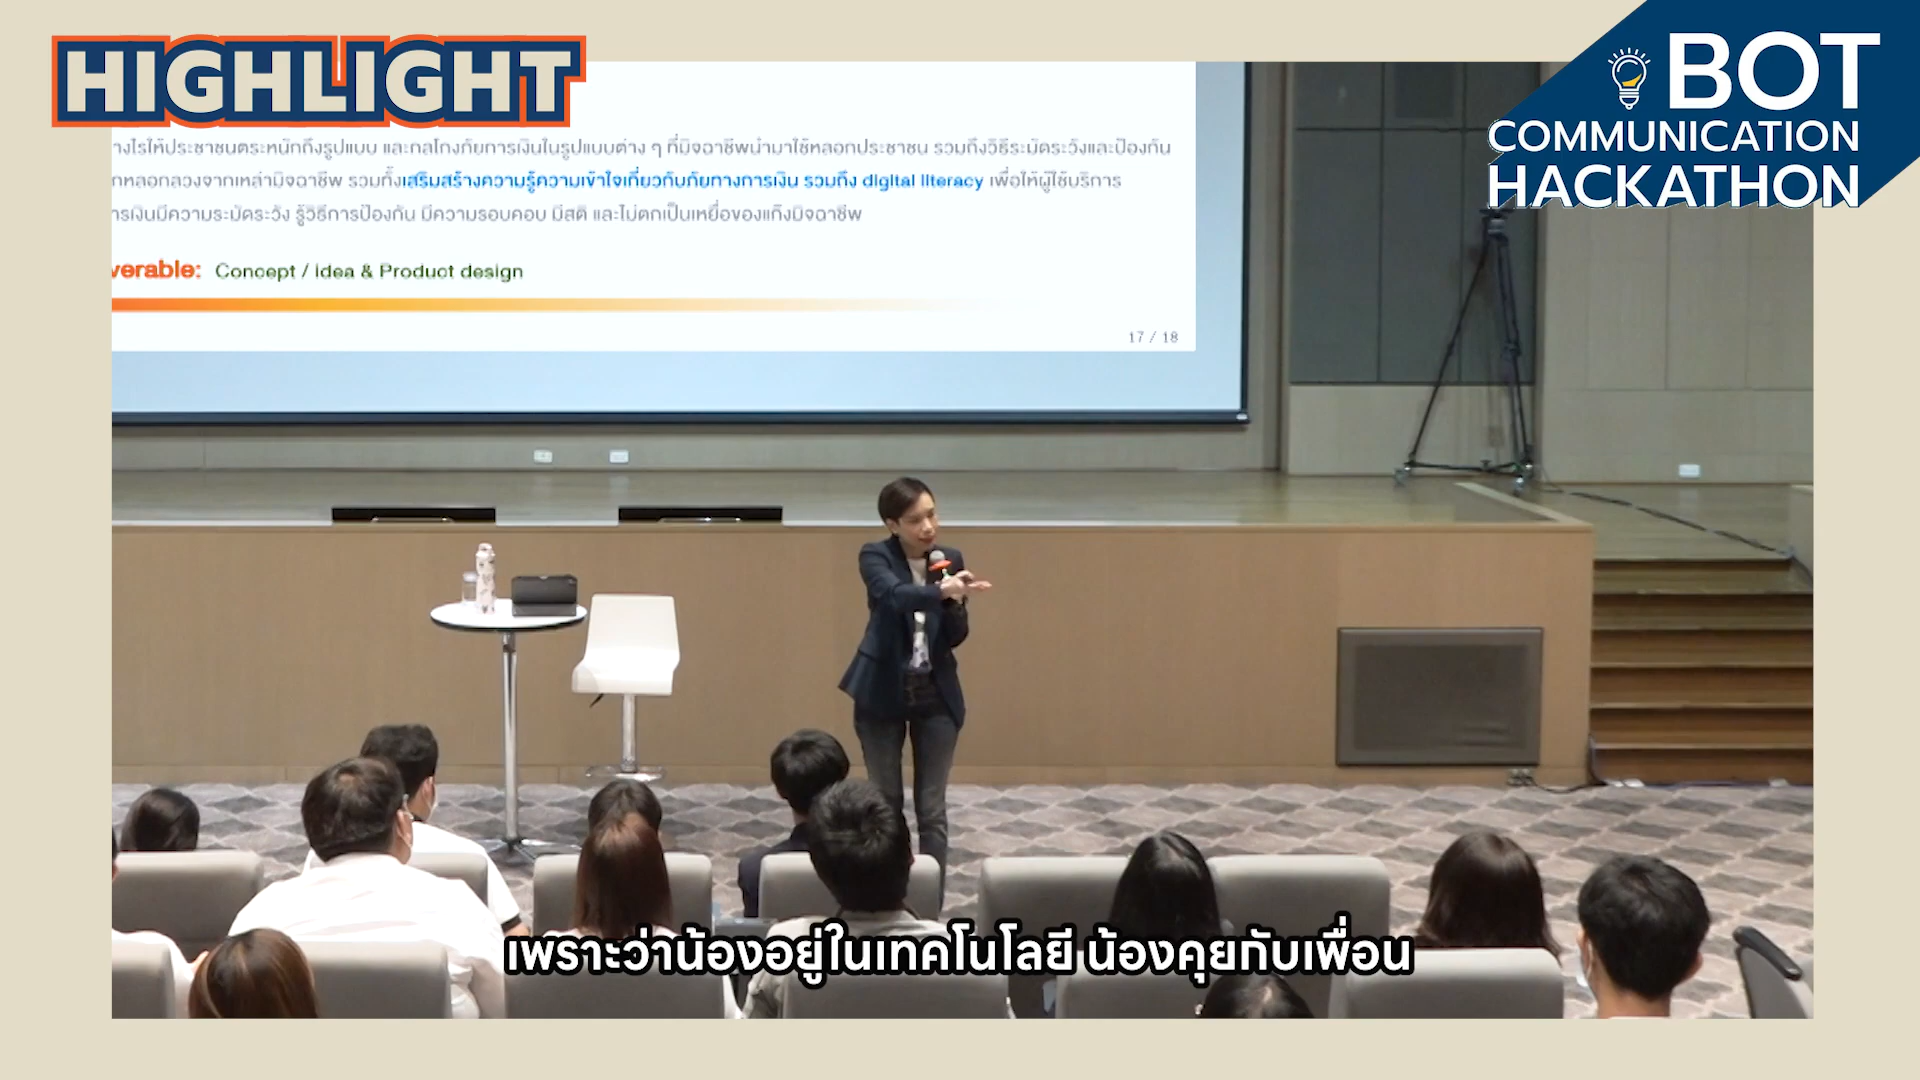 HIGHLIGHT
BOT
COMMUNICATION
HACKATHON
างไรให้ประชาชนตระหนักถึงรูปแบบ และกลโกงภัยการเงินในรูปแบบต่าง ๆ ที่มิจฉาชีพนำมาใช้หลอกประชาชน รวมถึงวิธีระมัดระวังและป้องกัน
กหลอกลวงจากเหล่ามิจฉาชีพ รวมทั้งเสริมสร้างความรู้ความเข้าใจเกี่ยวกับภัยทางการเงิน รวมถึง digital literacy เพื่อให้ผู้ใช้บริการ
ารเงินมีความระมัดระวัง รู้วิธีการป้องกัน มีความรอบคอบ มีสติ และไม่ตกเป็นเหยื่อของแก๊งมิจฉาชีพ
verable: Concept / idea & Product design
17 / 18
เพราะว่าน้องอยู่ในเทคโนโลยี น้องคุยกับเพื่อน